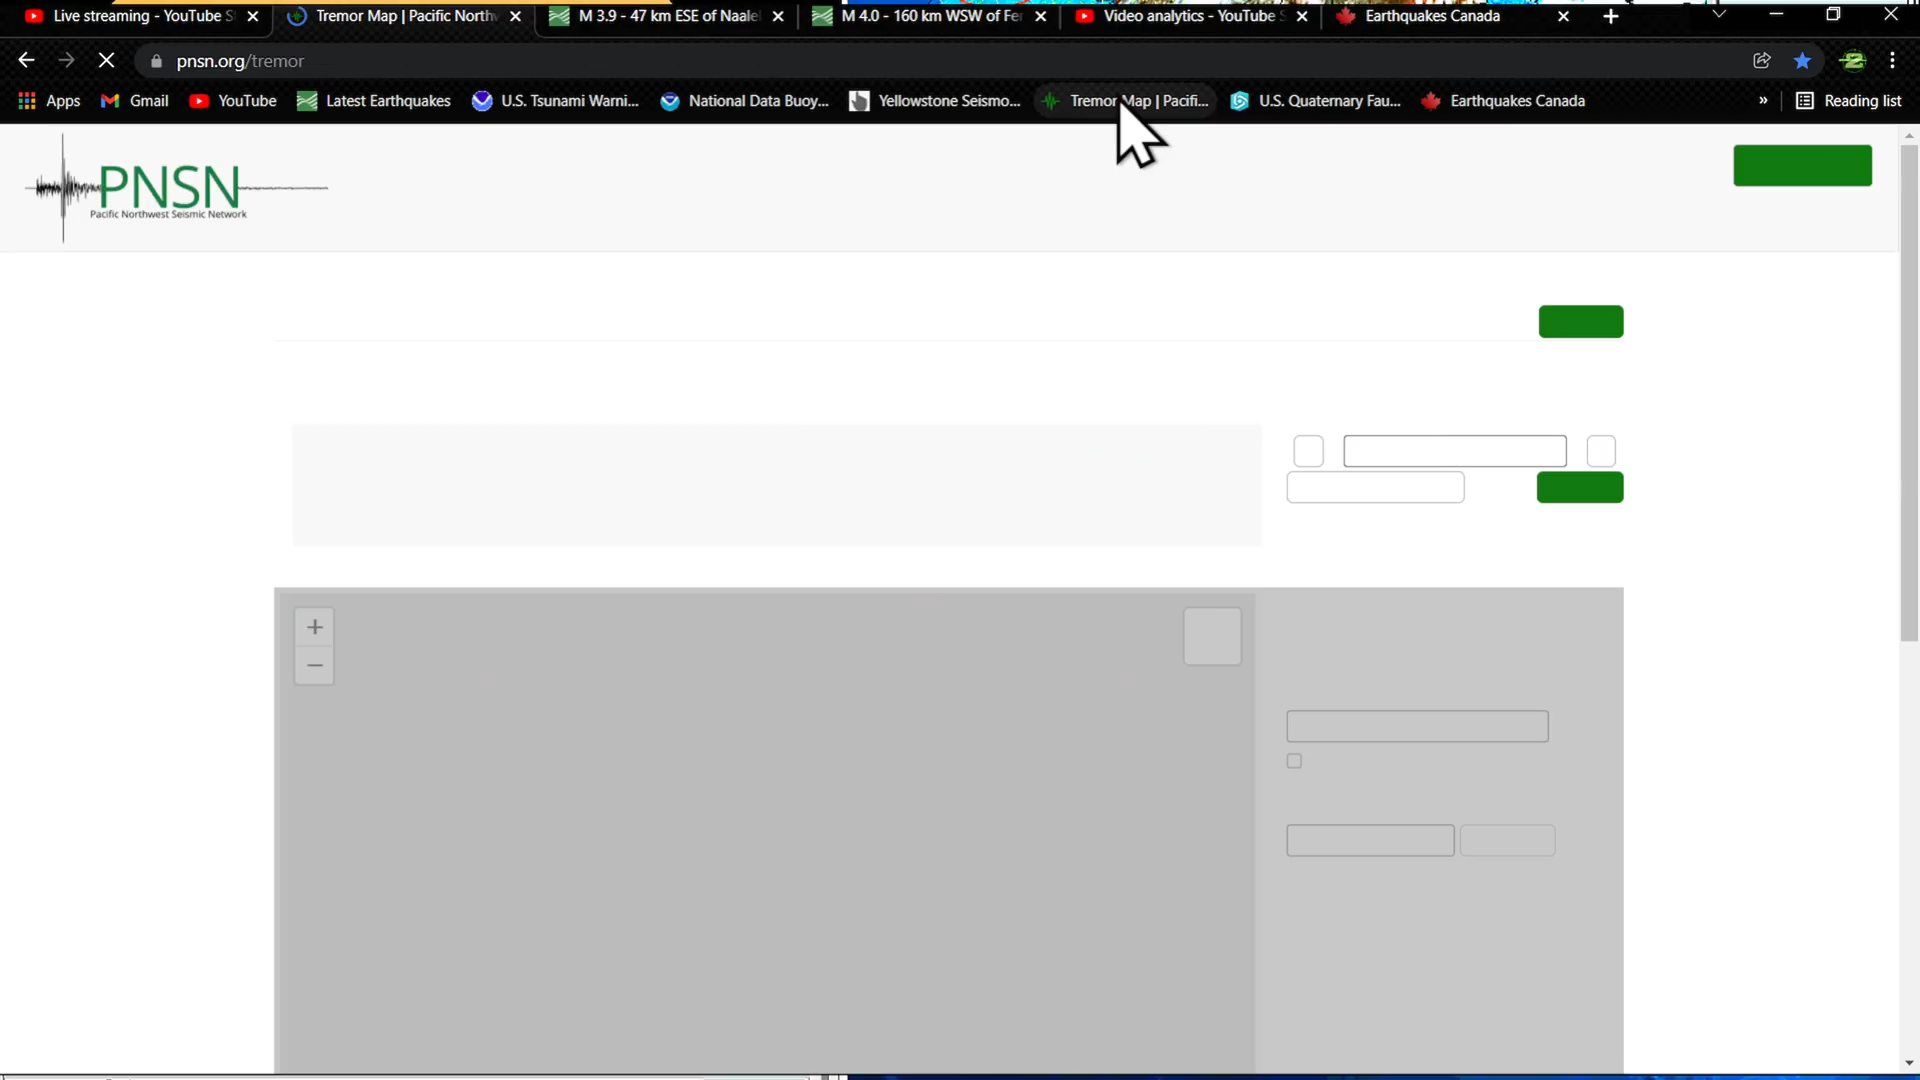 Live streaming - YouTube S
Tremor Map | Pacific North
M 3.9 - 47 km ESE of Naale
M 4.0 - 160 km WSW of Fer
Video analytics - YouTube S
Earthquakes Canada
pnsn.org/tremor
Apps
Gmail
YouTube
Latest Earthquakes
U.S. Tsunami Warni...
National Data Buoy...
Yellowstone Seismo...
Tremor Map | Pacifi...
U.S. Quaternary Fau...
Earthquakes Canada
»
Reading list
PNSN
Pacific Northwest Seismic Network
+
−